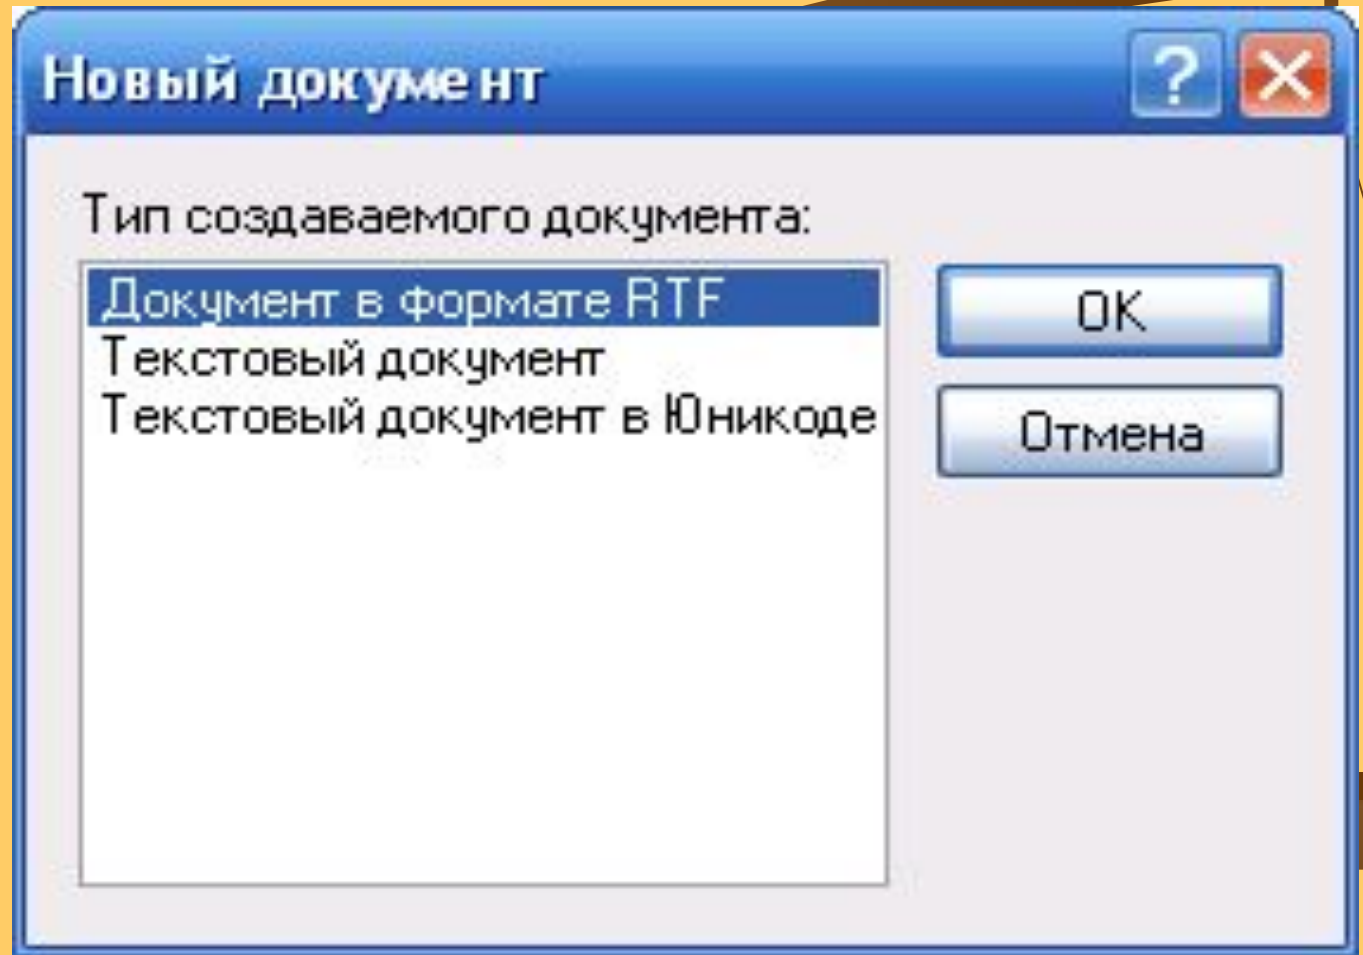 Новый документ
Тип создаваемого документа:
Документ в формате RTF
Текстовый документ
Текстовый документ в Юникоде
OK
Отмена